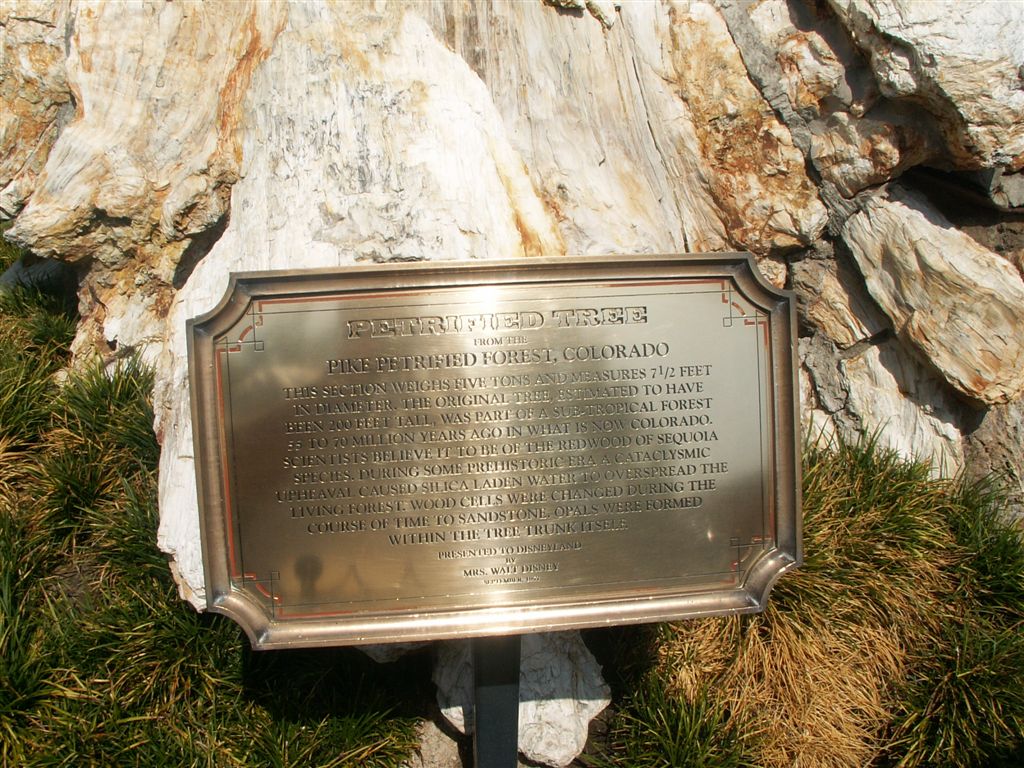 PETRIFIED TREE
FROM THE
PIKE PETRIFIED FOREST, COLORADO
THIS SECTION WEIGHS FIVE TONS AND MEASURES 7 1/2 FEET
IN DIAMETER. THE ORIGINAL TREE, ESTIMATED TO HAVE
BEEN 200 FEET TALL, WAS PART OF A SUB-TROPICAL FOREST
55 TO 70 MILLION YEARS AGO IN WHAT IS NOW COLORADO.
SCIENTISTS BELIEVE IT TO BE OF THE REDWOOD OF SEQUOIA
SPECIES. DURING SOME PREHISTORIC ERA A CATACLYSMIC
UPHEAVAL CAUSED SILICA LADEN WATER TO OVERSPREAD THE
LIVING FOREST. WOOD CELLS WERE CHANGED DURING THE
COURSE OF TIME TO SANDSTONE. OPALS WERE FORMED
WITHIN THE TREE TRUNK ITSELF.
PRESENTED TO DISNEYLAND
BY
MRS. WALT DISNEY
SEPTEMBER, 1957